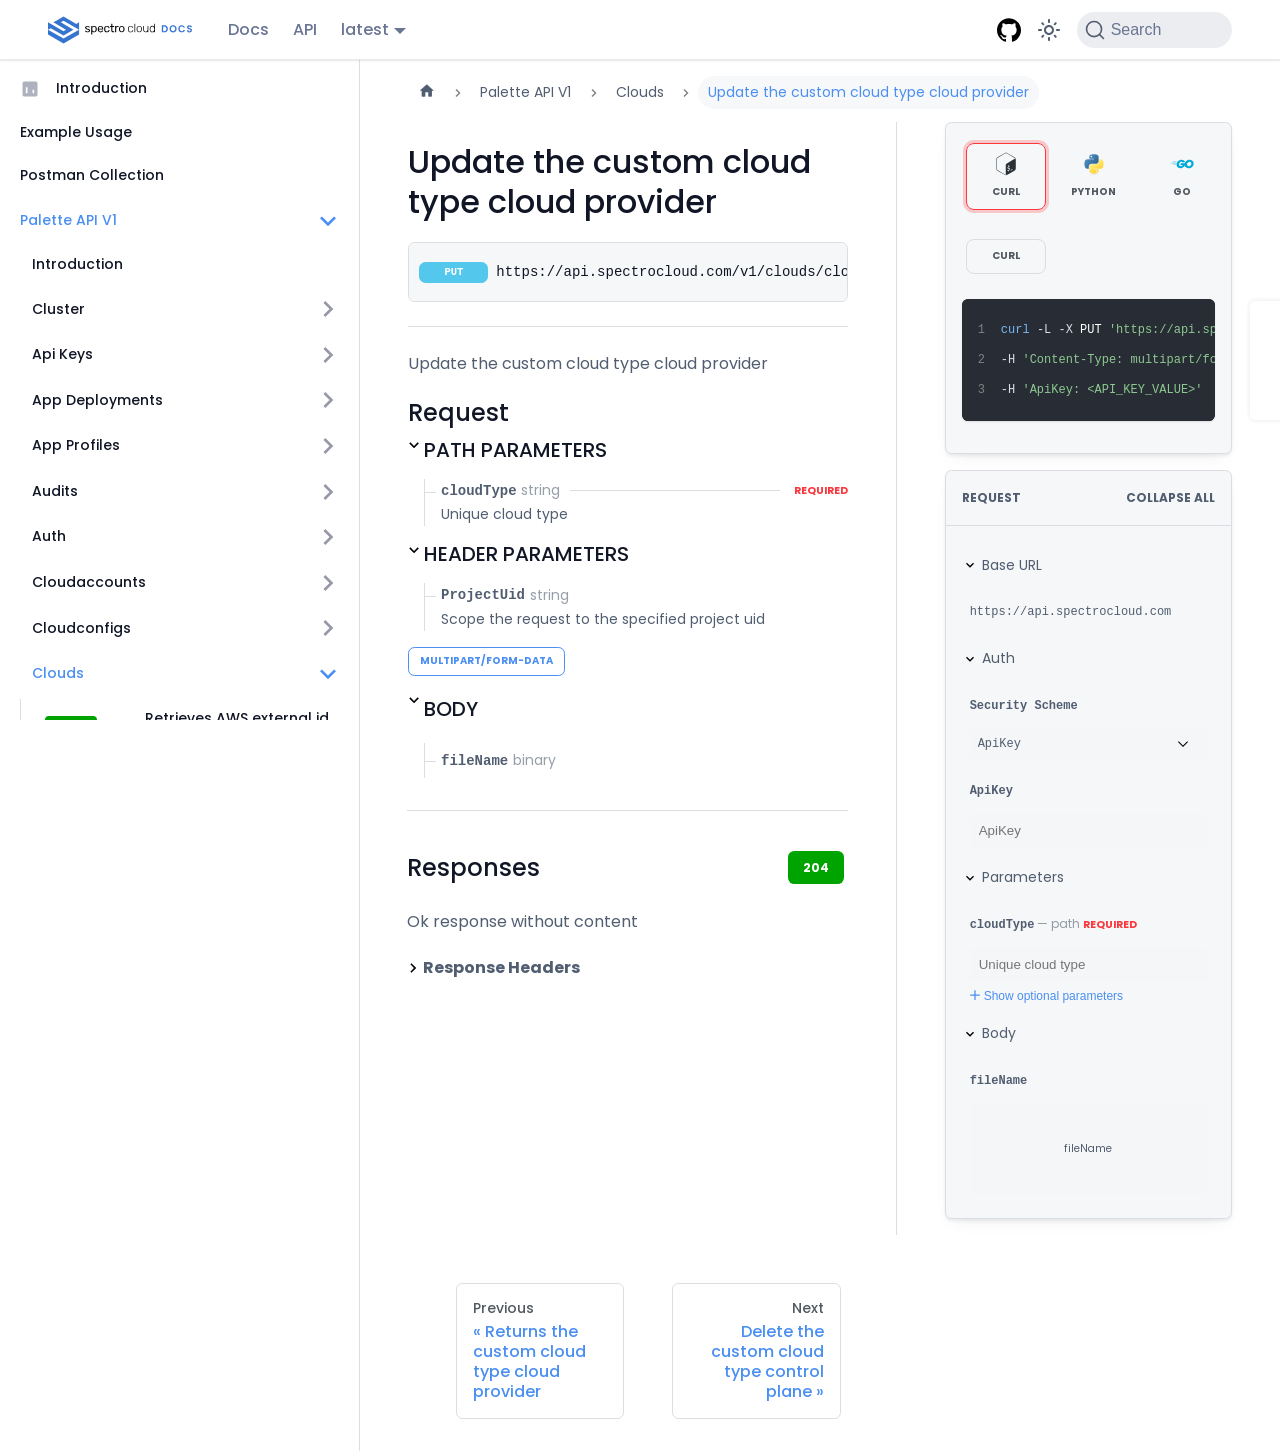 spectro cloud DOCS
Docs
API
latest
Search
Introduction
Example Usage
Postman Collection
Palette API V1
Introduction
Cluster
Api Keys
App Deployments
App Profiles
Audits
Auth
Cloudaccounts
Cloudconfigs
Clouds
Retrieves AWS external id
Palette API V1
Clouds
Update the custom cloud type cloud provider
Update the custom cloud
type cloud provider
PUT https://api.spectrocloud.com/v1/clouds/clo
Update the custom cloud type cloud provider
Request
PATH PARAMETERS
cloudType string REQUIRED
Unique cloud type
HEADER PARAMETERS
ProjectUid string
Scope the request to the specified project uid
MULTIPART/FORM-DATA
BODY
fileName binary
Responses
204
Ok response without content
Response Headers
CURL
PYTHON
GO
CURL
1 curl -L -X PUT 'https://api.sp
2 -H 'Content-Type: multipart/fo
3 -H 'ApiKey: <API_KEY_VALUE>'
REQUEST
COLLAPSE ALL
Base URL
https://api.spectrocloud.com
Auth
Security Scheme
ApiKey
ApiKey
ApiKey
Parameters
cloudType — path REQUIRED
Unique cloud type
Show optional parameters
Body
fileName
fileName
Previous
« Returns the
custom cloud
type cloud
provider
Next
Delete the
custom cloud
type control
plane »